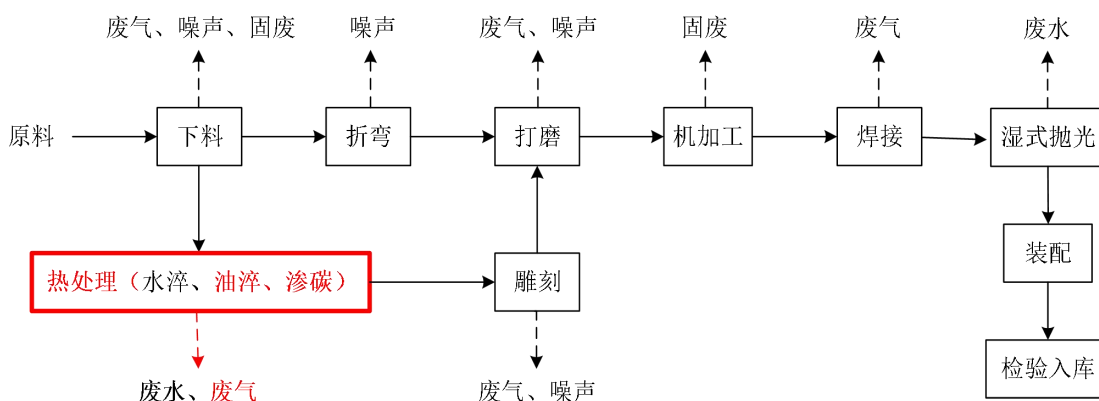 废气、噪声、固废
噪声
废气、噪声
固废
废气
废水
原料
下料
折弯
打磨
机加工
焊接
湿式抛光
热处理（水淬、油淬、渗碳）
雕刻
装配
废水、废气
废气、噪声
检验入库